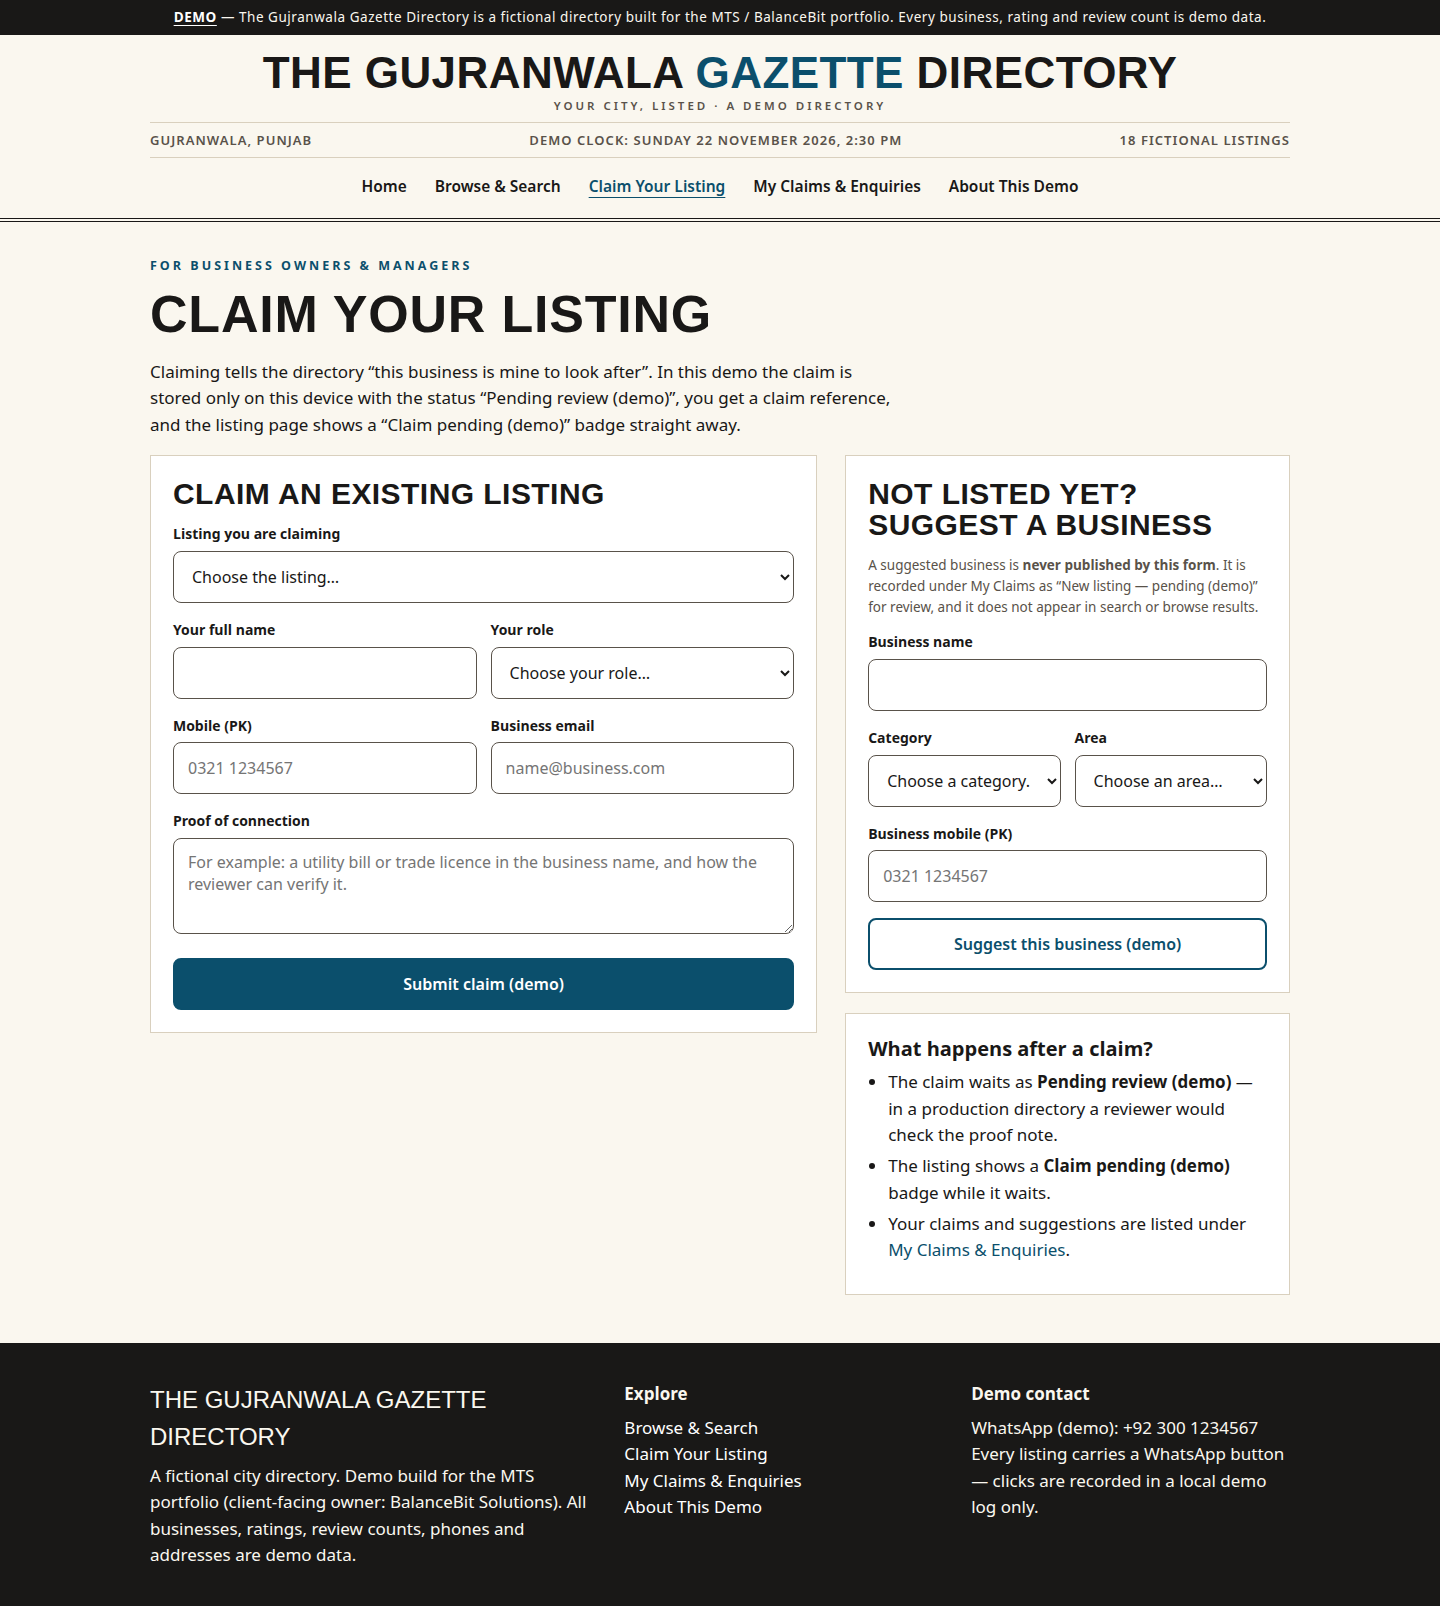 DEMO — The Gujranwala Gazette Directory is a fictional directory built for the MTS / BalanceBit portfolio. Every business, rating and review count is demo data.
THE GUJRANWALA GAZETTE DIRECTORY
YOUR CITY, LISTED · A DEMO DIRECTORY
GUJRANWALA, PUNJAB
DEMO CLOCK: SUNDAY 22 NOVEMBER 2026, 2:30 PM
18 FICTIONAL LISTINGS
Home
Browse & Search
Claim Your Listing
My Claims & Enquiries
About This Demo
FOR BUSINESS OWNERS & MANAGERS
CLAIM YOUR LISTING
Claiming tells the directory “this business is mine to look after”. In this demo the claim is
stored only on this device with the status “Pending review (demo)”, you get a claim reference,
and the listing page shows a “Claim pending (demo)” badge straight away.
CLAIM AN EXISTING LISTING
Listing you are claiming
Choose the listing...
Your full name
Your role
Choose your role...
Mobile (PK)
Business email
0321 1234567
name@business.com
Proof of connection
For example: a utility bill or trade licence in the business name, and how the
reviewer can verify it.
Submit claim (demo)
NOT LISTED YET?
SUGGEST A BUSINESS
A suggested business is never published by this form. It is
recorded under My Claims as “New listing — pending (demo)”
for review, and it does not appear in search or browse results.
Business name
Category
Area
Choose a category.
Choose an area...
Business mobile (PK)
0321 1234567
Suggest this business (demo)
What happens after a claim?
The claim waits as Pending review (demo) —
in a production directory a reviewer would
check the proof note.
The listing shows a Claim pending (demo)
badge while it waits.
Your claims and suggestions are listed under
My Claims & Enquiries.
THE GUJRANWALA GAZETTE
DIRECTORY
A fictional city directory. Demo build for the MTS
portfolio (client-facing owner: BalanceBit Solutions). All
businesses, ratings, review counts, phones and
addresses are demo data.
Explore
Browse & Search
Claim Your Listing
My Claims & Enquiries
About This Demo
Demo contact
WhatsApp (demo): +92 300 1234567
Every listing carries a WhatsApp button
— clicks are recorded in a local demo
log only.